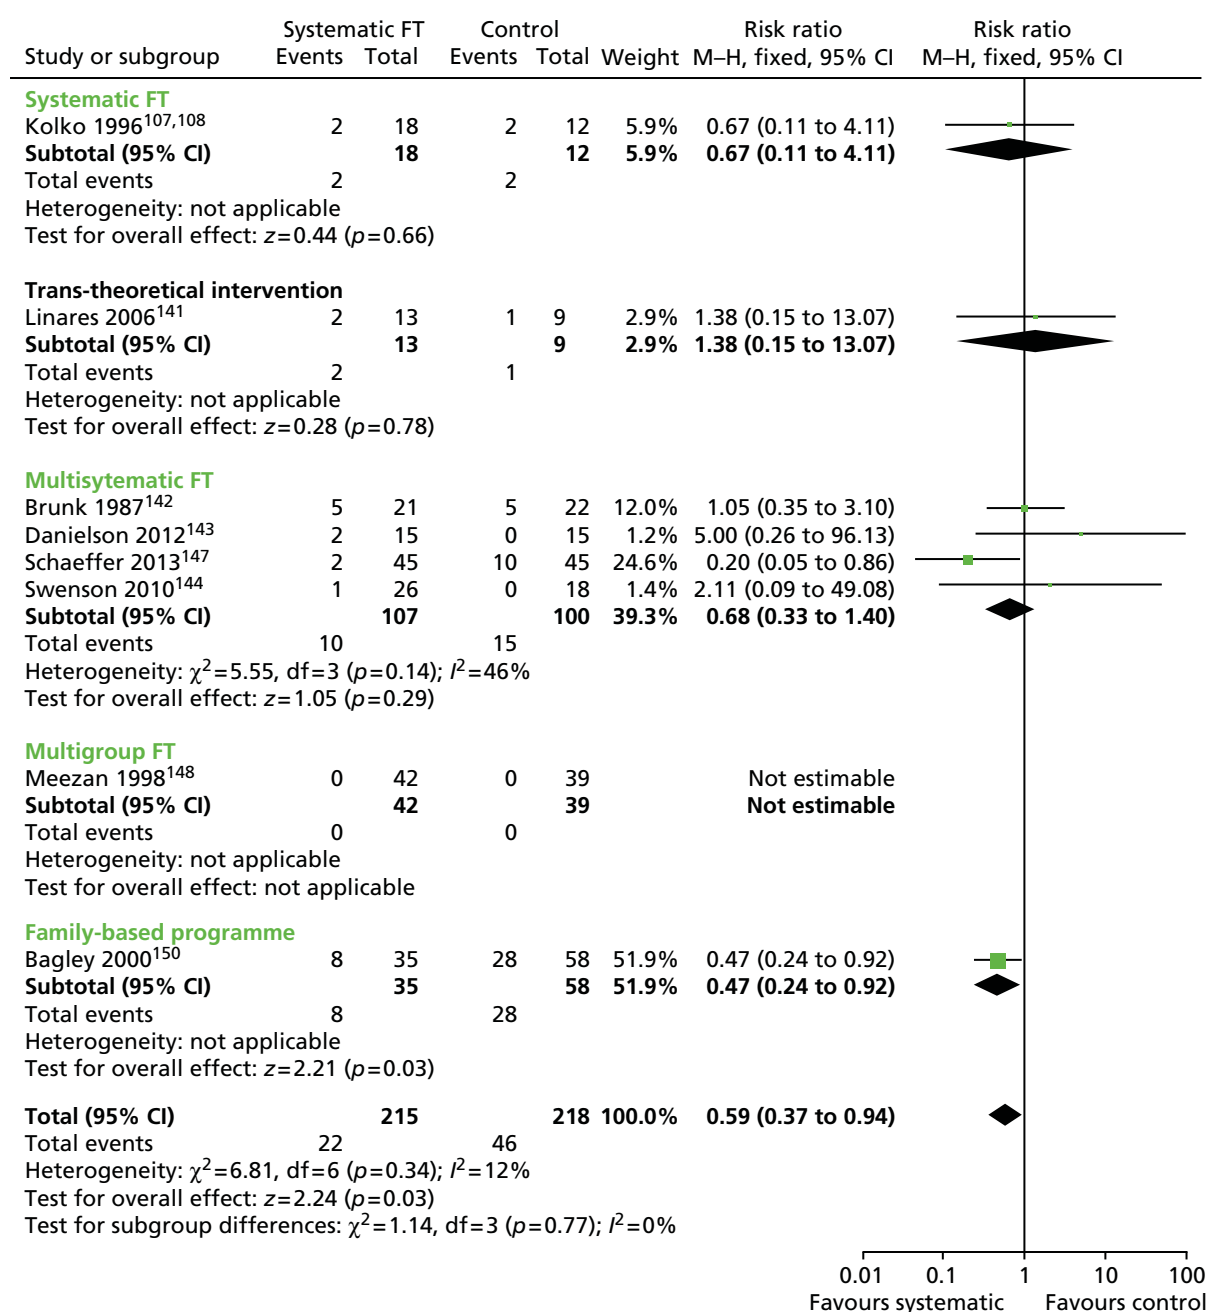 Systematic FT Control Risk ratio Risk ratio
Study or subgroup Events Total Events Total Weight M–H, fixed, 95% CI M–H, fixed, 95% CI
Systematic FT
Kolko 1996107,108 2 18 2 12 5.9% 0.67 (0.11 to 4.11)
Subtotal (95% CI) 18 12 5.9% 0.67 (0.11 to 4.11)
Total events 2 2
Heterogeneity: not applicable
Test for overall effect: z=0.44 (p=0.66)
Trans-theoretical intervention
Linares 2006141 2 13 1 9 2.9% 1.38 (0.15 to 13.07)
Subtotal (95% CI) 13 9 2.9% 1.38 (0.15 to 13.07)
Total events 2 1
Heterogeneity: not applicable
Test for overall effect: z=0.28 (p=0.78)
Multisytematic FT
Brunk 1987142 5 21 5 22 12.0% 1.05 (0.35 to 3.10)
Danielson 2012143 2 15 0 15 1.2% 5.00 (0.26 to 96.13)
Schaeffer 2013147 2 45 10 45 24.6% 0.20 (0.05 to 0.86)
Swenson 2010144 1 26 0 18 1.4% 2.11 (0.09 to 49.08)
Subtotal (95% CI) 107 100 39.3% 0.68 (0.33 to 1.40)
Total events 10 15
Heterogeneity: χ2=5.55, df=3 (p=0.14); I2=46%
Test for overall effect: z=1.05 (p=0.29)
Multigroup FT
Meezan 1998148 0 42 0 39 Not estimable
Subtotal (95% CI) 42 39 Not estimable
Total events 0 0
Heterogeneity: not applicable
Test for overall effect: not applicable
Family-based programme
Bagley 2000150 8 35 28 58 51.9% 0.47 (0.24 to 0.92)
Subtotal (95% CI) 35 58 51.9% 0.47 (0.24 to 0.92)
Total events 8 28
Heterogeneity: not applicable
Test for overall effect: z=2.21 (p=0.03)
Total (95% CI) 215 218 100.0% 0.59 (0.37 to 0.94)
Total events 22 46
Heterogeneity: χ2=6.81, df=6 (p=0.34); I2=12%
Test for overall effect: z=2.24 (p=0.03)
Test for subgroup differences: χ2=1.14, df=3 (p=0.77); I2=0%
0.01 0.1 1 10 100
Favours systematic Favours control